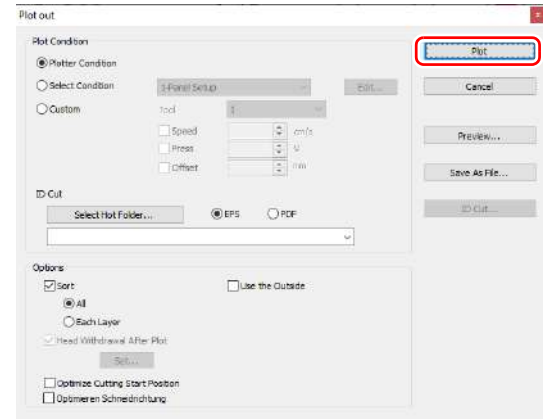 Plot out
Plot Condition
Plotter Condition
Select Condition
1-Panel Setup
Edit...
Custom
Tool
1
Speed
cm/s
Press
Offset
mm
ID Cut
Select Hot Folder...
EPS
PDF
Options
Sort
Use the Outside
All
Each Layer
Head Withdrawal After Plot
Set...
Optimize Cutting Start Position
Optimieren Schneidrichtung
Plot
Cancel
Preview...
Save As File...
ID Cut...